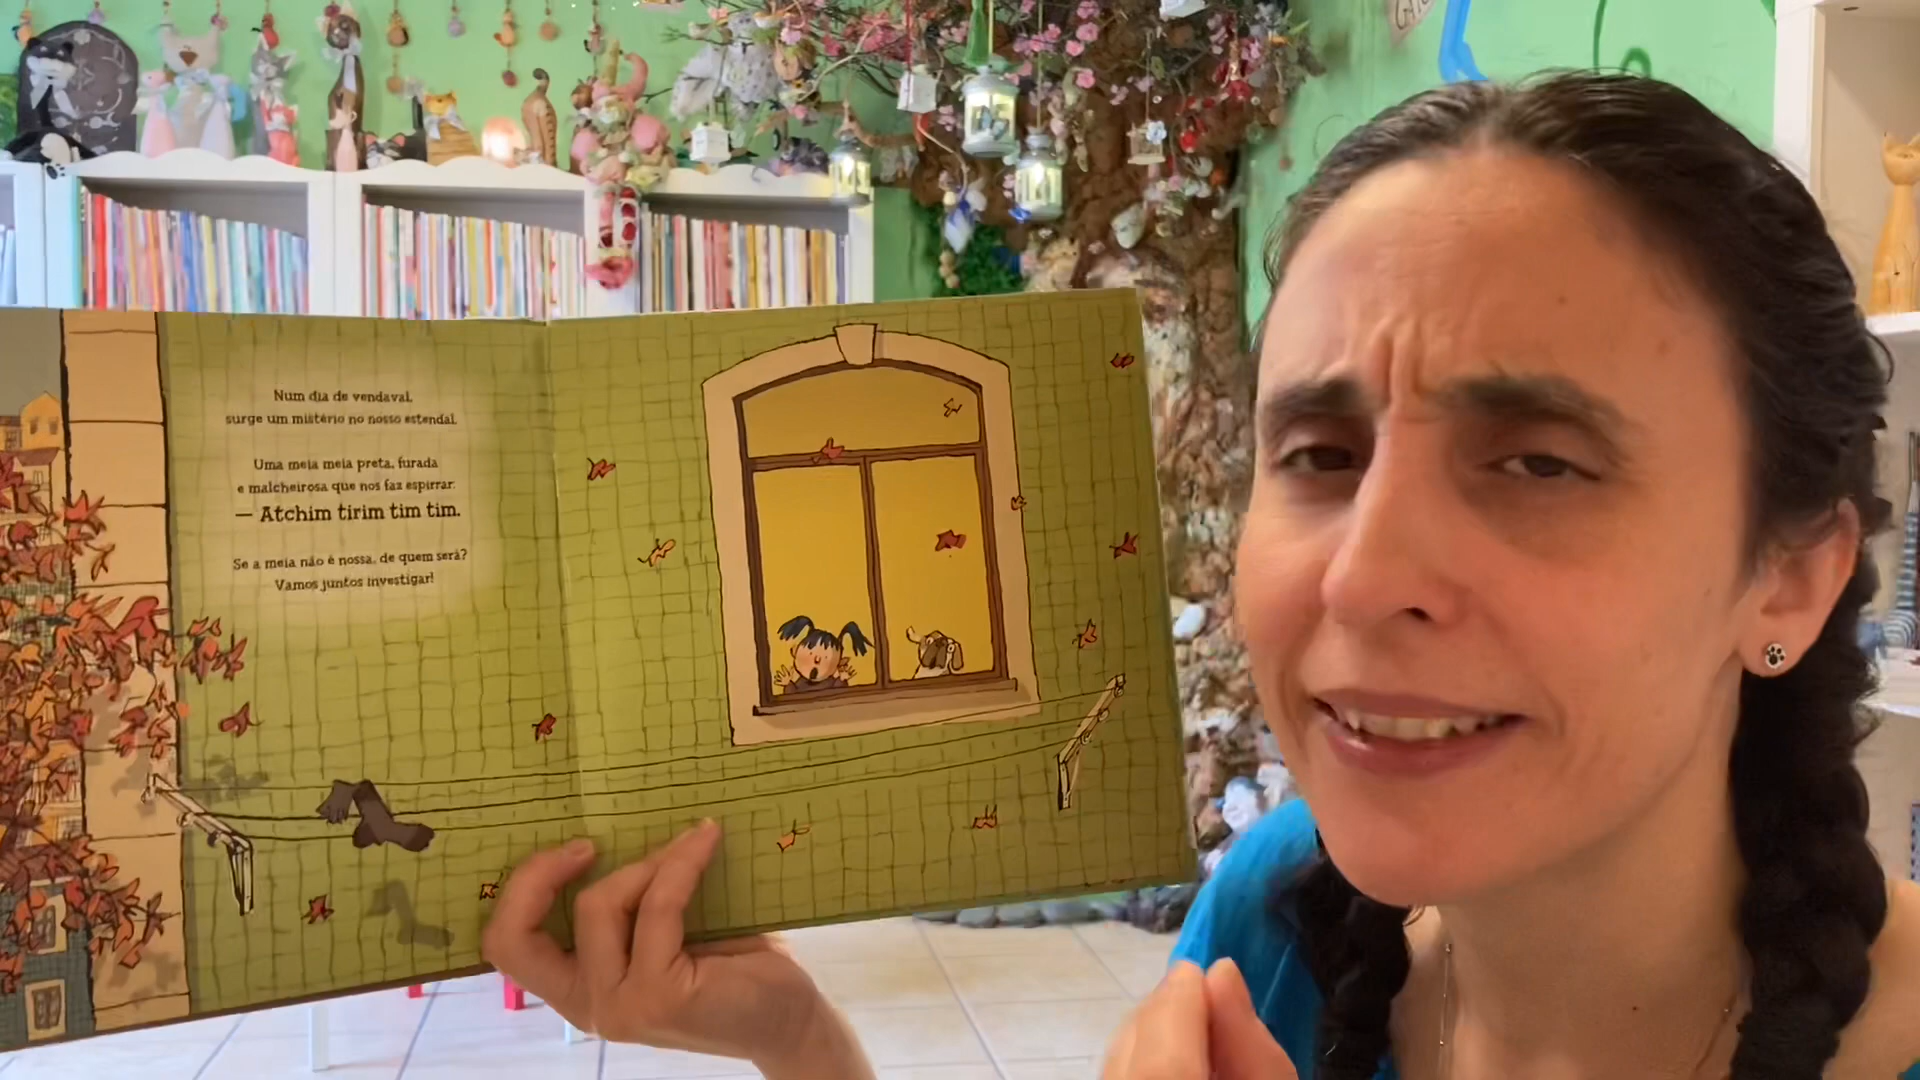 Num dia de vendaval,
surge um mistério no nosso estendal.
Uma meia meia preta, furada
e malcheirosa que nos faz espirrar:
— Atchim tirim tim tim.
Se a meia não é nossa, de quem será?
Vamos juntos investigar!